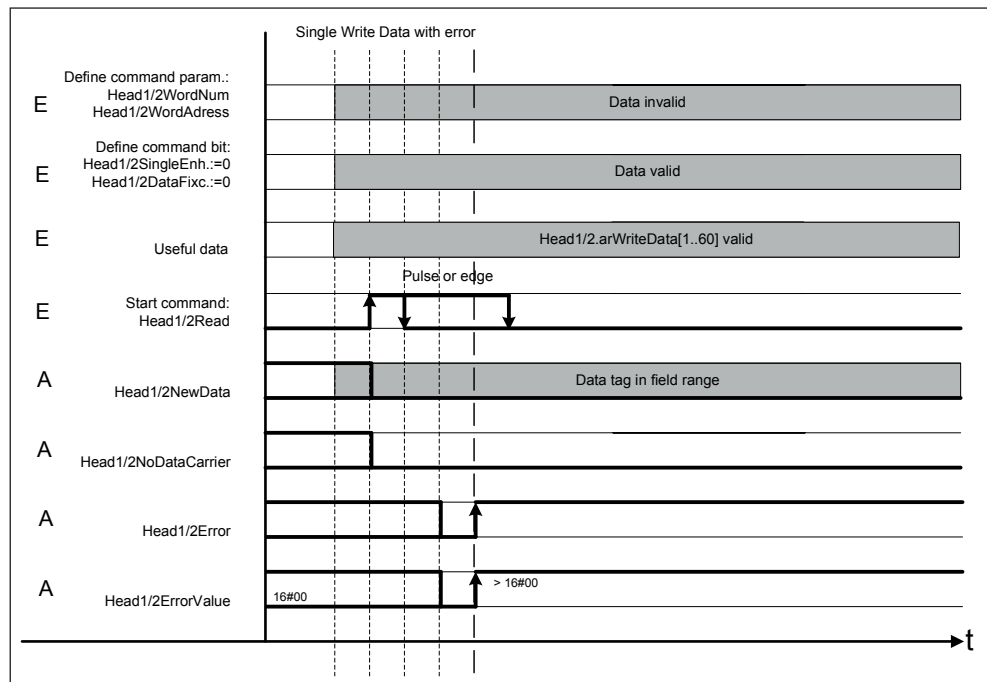 Single Write Data with error
Define command param.:
Head1/2WordNum
Head1/2WordAdress
E
Data invalid
Define command bit:
Head1/2SingleEnh.:=0
Head1/2DataFixc.:=0
E
Data valid
E
Useful data
Head1/2.arWriteData[1..60] valid
Pulse or edge
E
Start command:
Head1/2Read
A
Head1/2NewData
Data tag in field range
A
Head1/2NoDataCarrier
A
Head1/2Error
A
Head1/2ErrorValue
16#00
> 16#00
t